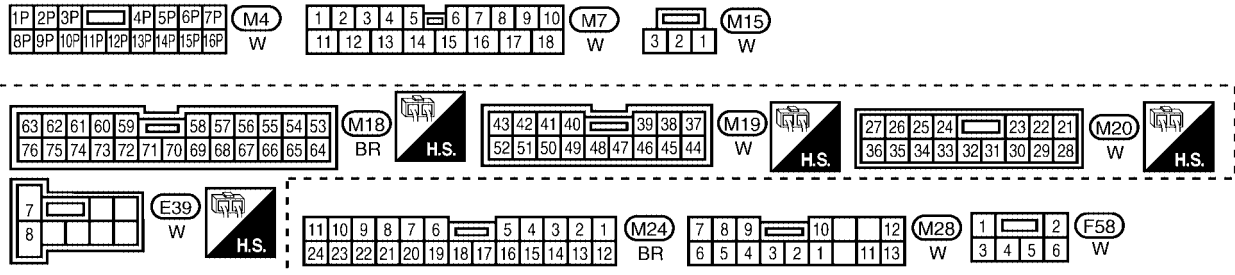 1P 2P 3P 4P 5P 6P 7P
8P 9P 10P 11P 12P 13P 14P 15P 16P
M4
W
1 2 3 4 5 6 7 8 9 10
11 12 13 14 15 16 17 18
M7
W
3 2 1
M15
W
63 62 61 60 59 58 57 56 55 54 53
76 75 74 73 72 71 70 69 68 67 66 65 64
M18
BR
H.S.
43 42 41 40 39 38 37
52 51 50 49 48 47 46 45 44
M19
W
H.S.
27 26 25 24 23 22 21
36 35 34 33 32 31 30 29 28
M20
W
H.S.
7
8
E39
W
H.S.
11 10 9 8 7 6 5 4 3 2 1
24 23 22 21 20 19 18 17 16 15 14 13 12
M24
BR
7 8 9 10 12
6 5 4 3 2 1 11 13
M28
W
1 2
3 4 5 6
F58
W